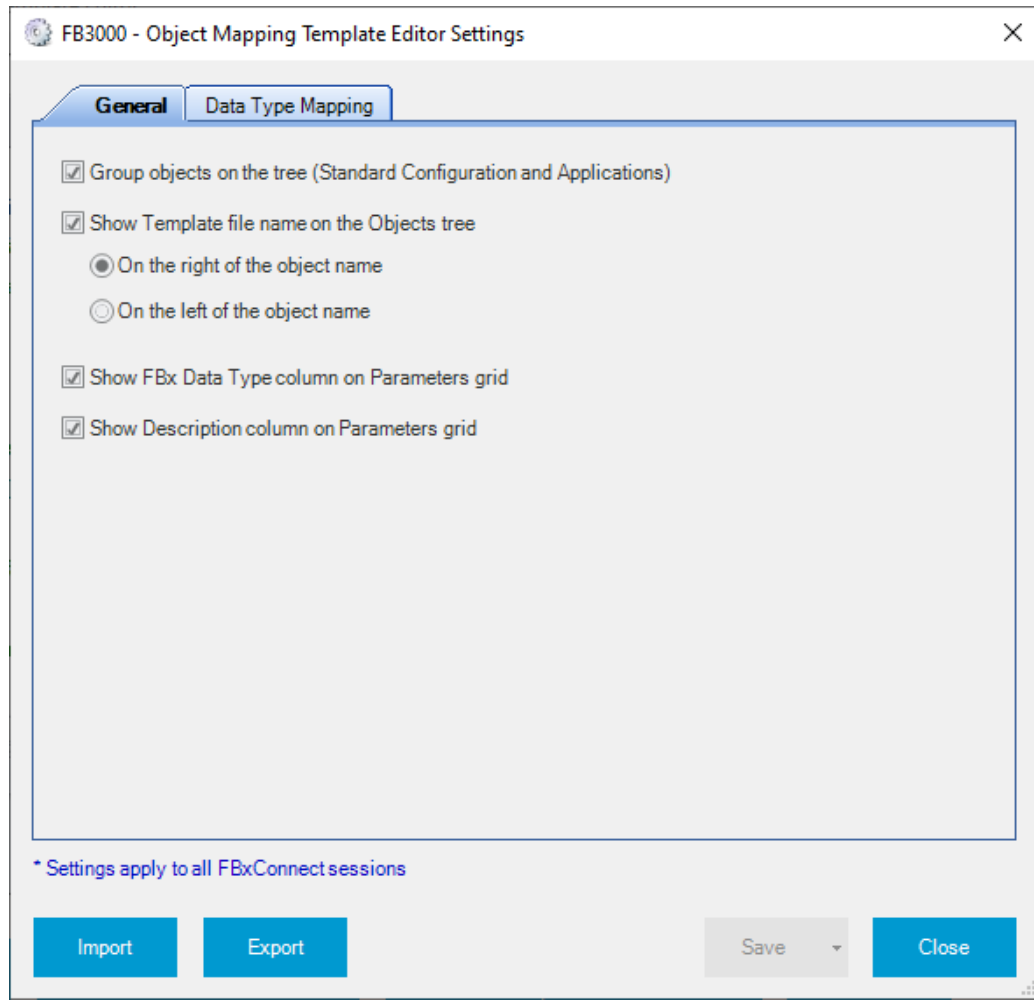 FB3000 - Object Mapping Template Editor Settings
General
Data Type Mapping
Group objects on the tree (Standard Configuration and Applications)
Show Template file name on the Objects tree
On the right of the object name
On the left of the object name
Show FBx Data Type column on Parameters grid
Show Description column on Parameters grid
* Settings apply to all FBxConnect sessions
Import
Export
Save
Close